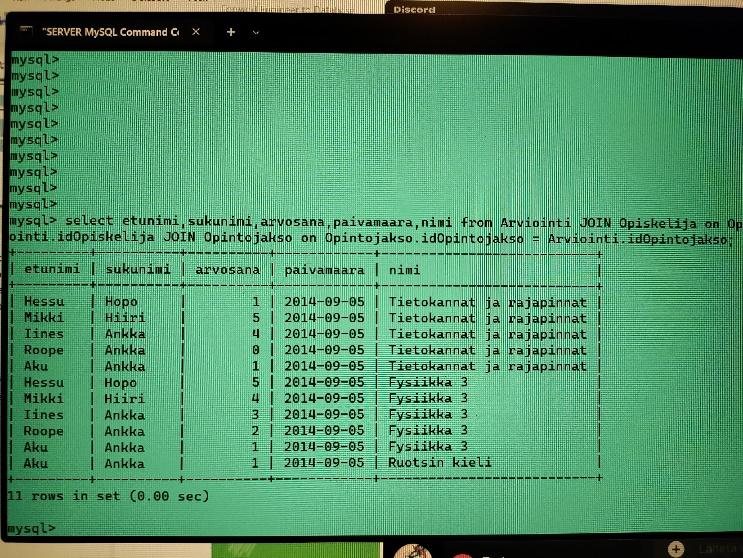 Discord
"SERVER MySQL Command C
mysql>
mysql>
mysql>
mysql>
mysql>
mysql>
mysql>
mysql>
mysql>
mysql>
mysql> select etunimi,sukunimi,arvosana,paivamaara,nimi from Arviointi JOIN Opiskelija on Op
ointi.idOpiskelija JOIN Opintojakso on Opintojakso.idOpintojakso = Arviointi.idOpintojakso;
| etunimi | sukunimi | arvosana | paivamaara | nimi |
| Hessu | Hopo | 1 | 2014-09-05 | Tietokannat ja rajapinnat |
| Mikki | Hiiri | 5 | 2014-09-05 | Tietokannat ja rajapinnat |
| Iines | Ankka | 4 | 2014-09-05 | Tietokannat ja rajapinnat |
| Roope | Ankka | 0 | 2014-09-05 | Tietokannat ja rajapinnat |
| Aku | Ankka | 1 | 2014-09-05 | Tietokannat ja rajapinnat |
| Hessu | Hopo | 5 | 2014-09-05 | Fysiikka 3 |
| Mikki | Hiiri | 4 | 2014-09-05 | Fysiikka 3 |
| Iines | Ankka | 3 | 2014-09-05 | Fysiikka 3 |
| Roope | Ankka | 2 | 2014-09-05 | Fysiikka 3 |
| Aku | Ankka | 1 | 2014-09-05 | Fysiikka 3 |
| Aku | Ankka | 1 | 2014-09-05 | Ruotsin kieli |
11 rows in set (0.00 sec)
mysql>